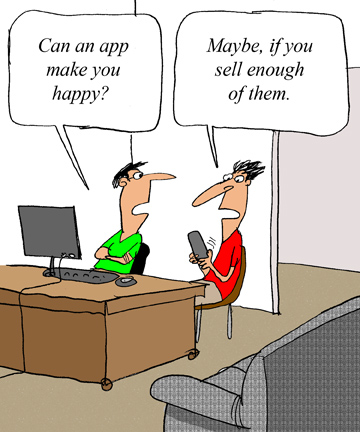 Can an app
make you
happy?
Maybe, if you
sell enough
of them.